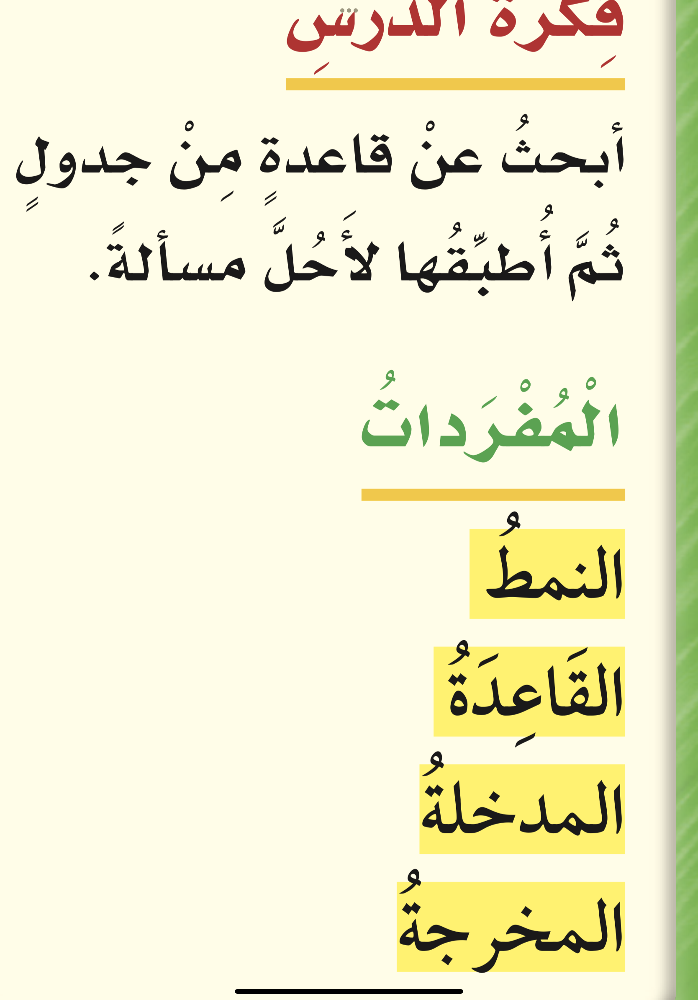 فِكرة الدرسِ
أبحثُ عنْ قاعدةٍ مِنْ جدولٍ
ثُمَّ أُطبّقُها لأَحُلَّ مسألةً.
الْمُفْرَداتُ
النمطُ
القَاعِدَةُ
المدخلةُ
المخرجةُ